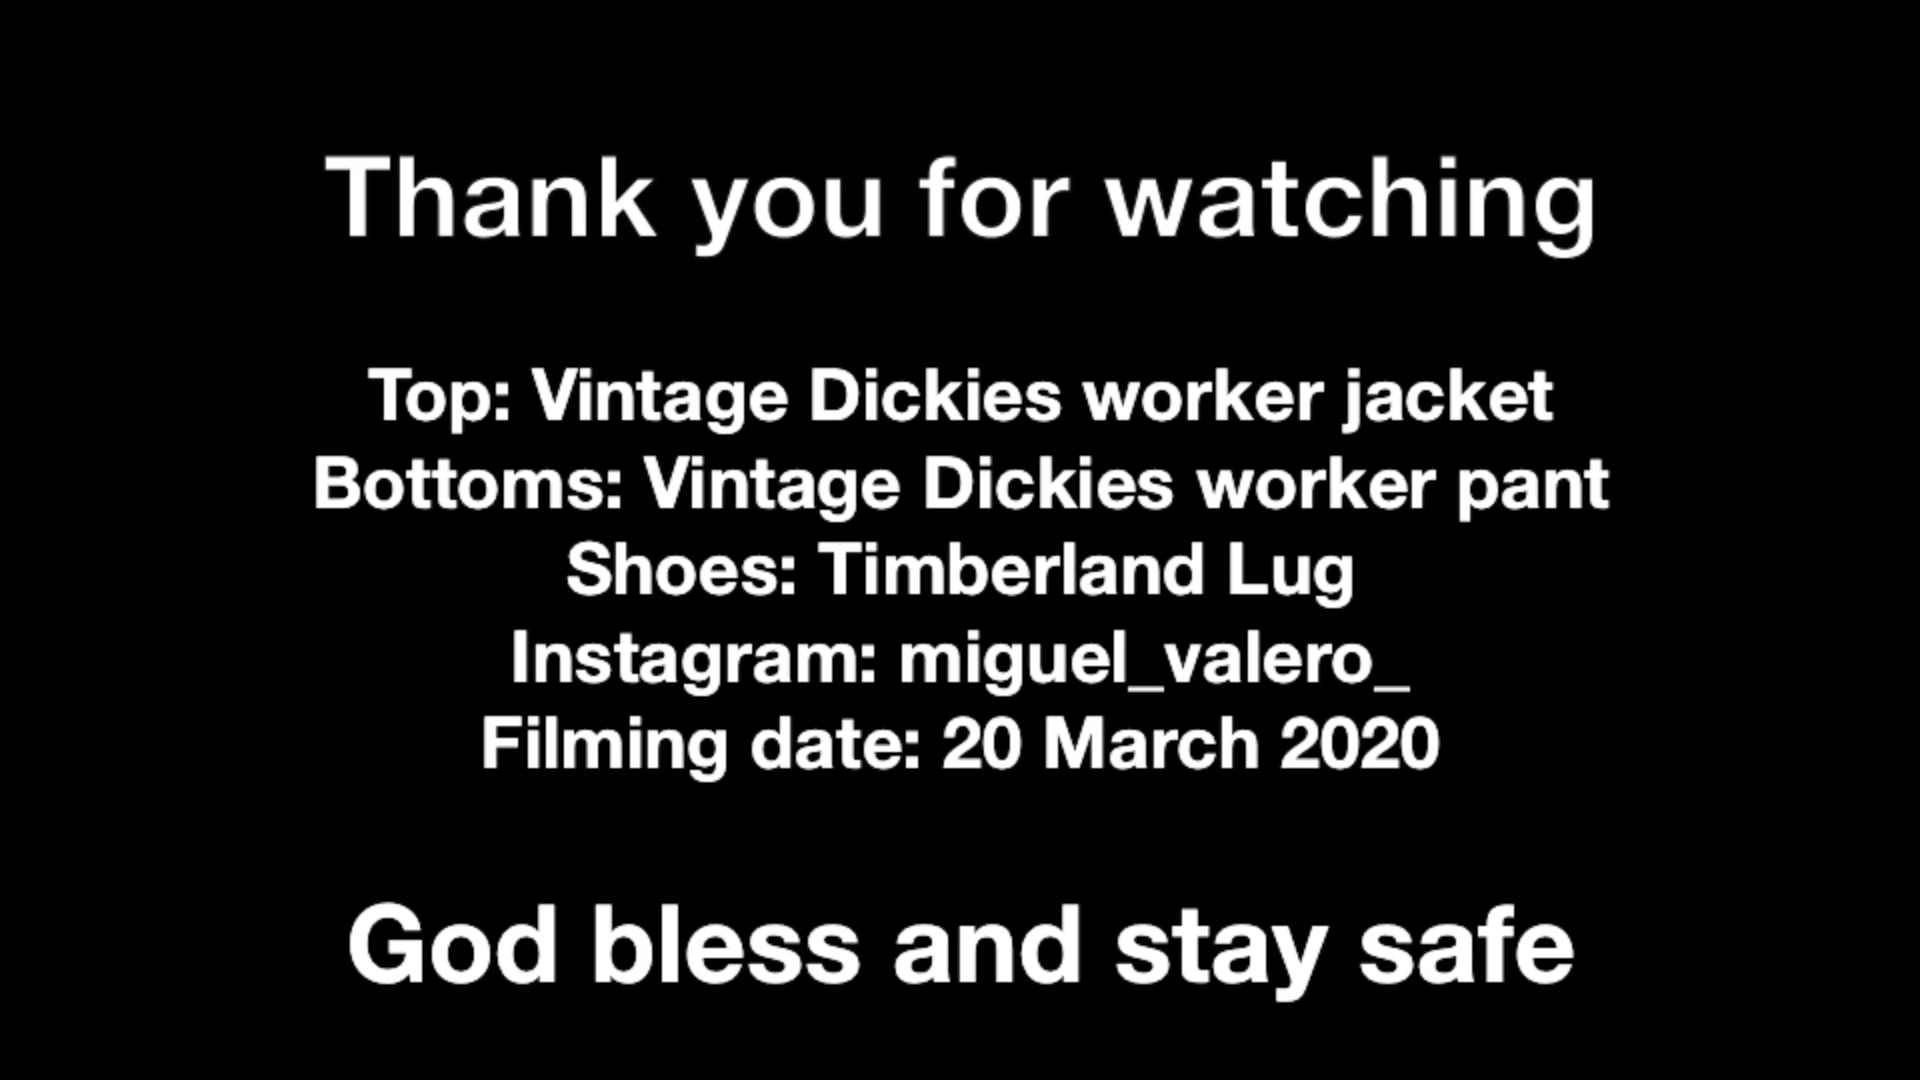 Thank you for watching
Top: Vintage Dickies worker jacket
Bottoms: Vintage Dickies worker pant
Shoes: Timberland Lug
Instagram: miguel_valero_
Filming date: 20 March 2020
God bless and stay safe